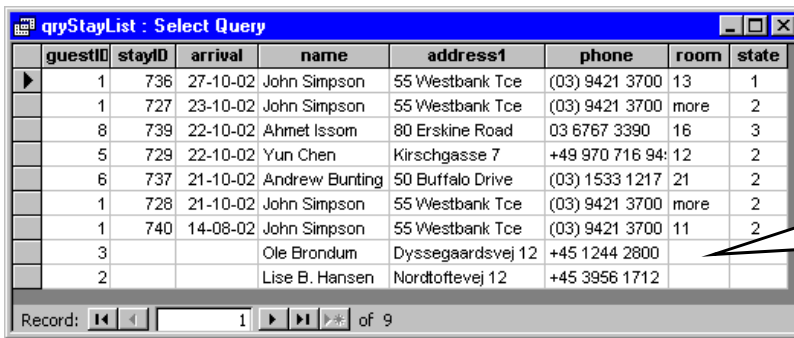 qryStayList : Select Query
guestID stayID arrival name address1 phone room state
1 736 27-10-02 John Simpson 55 Westbank Tce (03) 9421 3700 13 1
1 727 23-10-02 John Simpson 55 Westbank Tce (03) 9421 3700 more 2
8 739 22-10-02 Ahmet Issom 80 Erskine Road 03 6767 3390 16 3
5 729 22-10-02 Yun Chen Kirschgasse 7 +49 970 716 94 12 2
6 737 21-10-02 Andrew Bunting 50 Buffalo Drive (03) 1533 1217 21 2
1 728 21-10-02 John Simpson 55 Westbank Tce (03) 9421 3700 more 2
1 740 14-08-02 John Simpson 55 Westbank Tce (03) 9421 3700 11 2
3 Ole Brondum Dyssegaardsvej 12 +45 1244 2800
2 Lise B. Hansen Nordtoftevej 12 +45 3956 1712
Record: 1 of 9